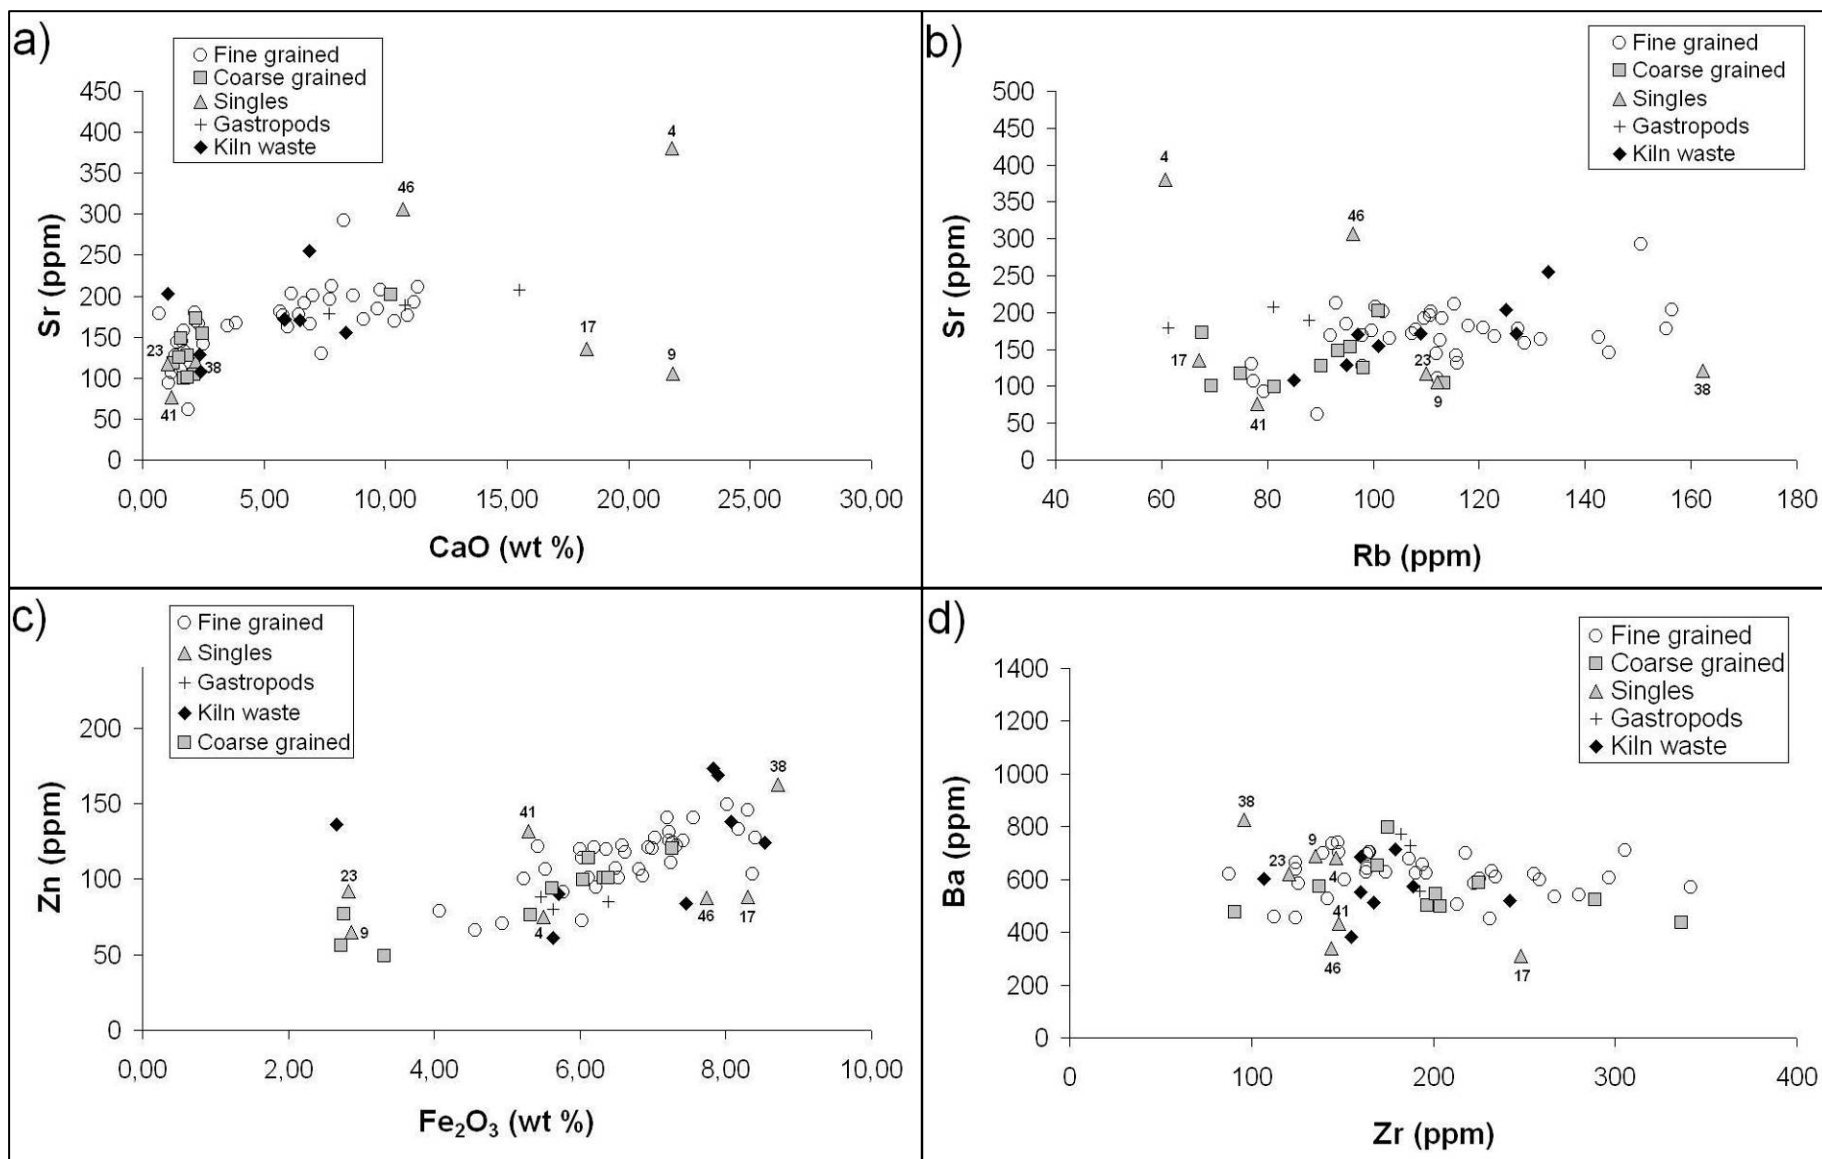 a)
Fine grained
Coarse grained
Singles
Gastropods
Kiln waste
450
400
350
300
250
200
150
100
50
0
Sr (ppm)
4
46
17
9
23
38
41
0,00 5,00 10,00 15,00 20,00 25,00 30,00
CaO (wt %)
b)
Fine grained
Coarse grained
Singles
Gastropods
Kiln waste
500
450
400
350
300
250
200
150
100
50
0
Sr (ppm)
4
46
17
23
9
38
41
40 60 80 100 120 140 160 180
Rb (ppm)
c)
Fine grained
Singles
Gastropods
Kiln waste
Coarse grained
200
150
100
50
0
Zn (ppm)
38
41
23
9
4
46
17
0,00 2,00 4,00 6,00 8,00 10,00
Fe₂O₃ (wt %)
d)
Fine grained
Coarse grained
Singles
Gastropods
Kiln waste
1400
1200
1000
800
600
400
200
0
Ba (ppm)
38
9
23
4
41
46
17
0 100 200 300 400
Zr (ppm)